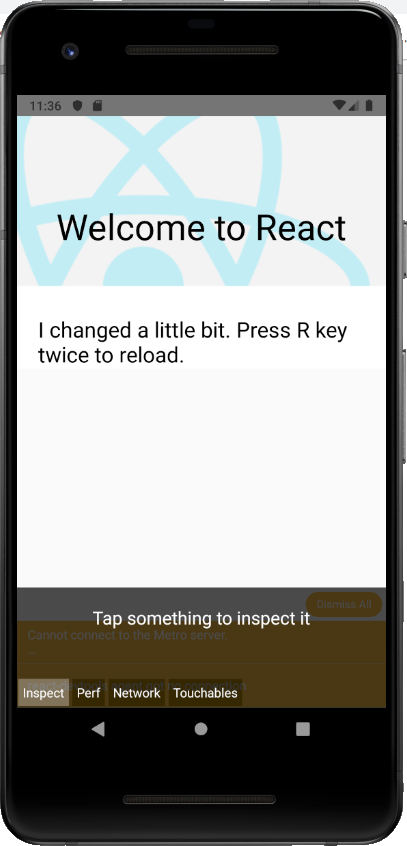 11:36
Welcome to React
I changed a little bit. Press R key
twice to reload.
Dismiss All
Tap something to inspect it
Cannot connect to the Metro server.
Inspect Perf Network Touchables